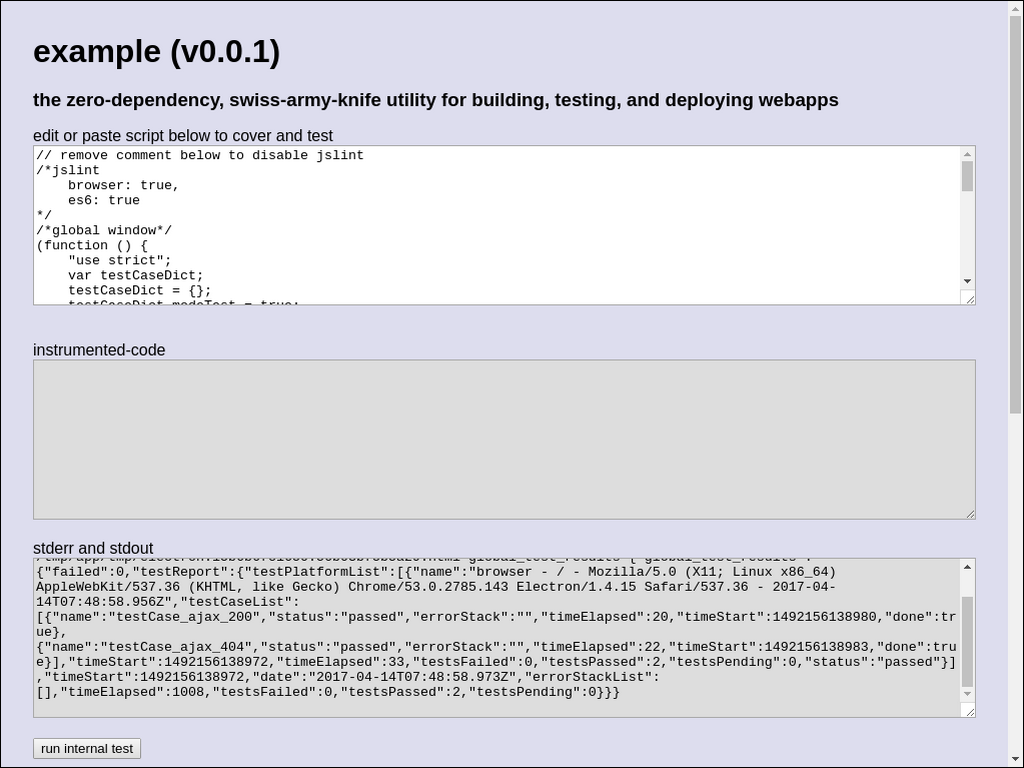 example (v0.0.1)
the zero-dependency, swiss-army-knife utility for building, testing, and deploying webapps
edit or paste script below to cover and test
// remove comment below to disable jslint
/*jslint
    browser: true,
    es6: true
*/
/*global window*/
(function () {
    "use strict";
    var testCaseDict;
    testCaseDict = {};
    testCaseDict.modeTest = true;
instrumented-code
stderr and stdout
{"failed":0,"testReport":{"testPlatformList":[{"name":"browser - / - Mozilla/5.0 (X11; Linux x86_64)
AppleWebKit/537.36 (KHTML, like Gecko) Chrome/53.0.2785.143 Electron/1.4.15 Safari/537.36 - 2017-04-
14T07:48:58.956Z","testCaseList":
[{"name":"testCase_ajax_200","status":"passed","errorStack":"","timeElapsed":20,"timeStart":1492156138980,"done":tr
ue},
{"name":"testCase_ajax_404","status":"passed","errorStack":"","timeElapsed":22,"timeStart":1492156138983,"done":tru
e}],"timeStart":1492156138972,"timeElapsed":33,"testsFailed":0,"testsPassed":2,"testsPending":0,"status":"passed"}]
,"timeStart":1492156138972,"date":"2017-04-14T07:48:58.973Z","errorStackList":
[],"timeElapsed":1008,"testsFailed":0,"testsPassed":2,"testsPending":0}}}
run internal test